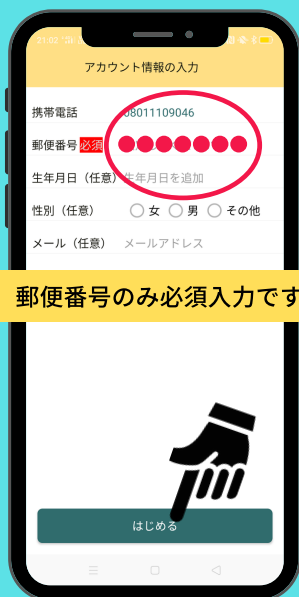 21:02
アカウント情報の入力
携帯電話 08011109046
郵便番号 必須
生年月日（任意） 生年月日を追加
性別（任意） 女 男 その他
メール（任意） メールアドレス
郵便番号のみ必須入力です
はじめる